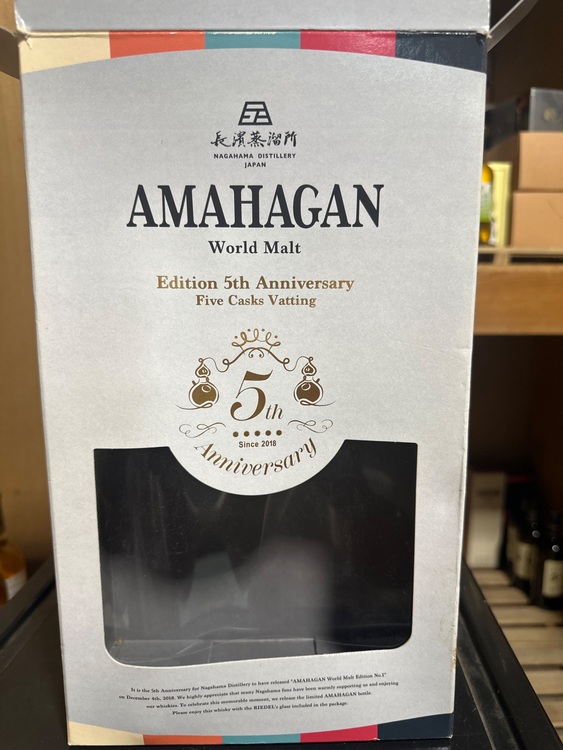 長濱蒸溜所
NAGAHAMA DISTILLERY
JAPAN
AMAHAGAN
World Malt
Edition 5th Anniversary
Five Casks Vatting
5th
Since 2018
Anniversary
It is the 5th Anniversary for Nagahama Distillery to have released "AMAHAGAN World Malt Edition No.1"
on December 4th, 2018. We highly appreciate that many Nagahama fans have been warmly supporting us and enjoying
our whiskies. To celebrate this memorable moment, we release the limited AMAHAGAN bottle.
Please enjoy this whisky with the RIEDEL's glass included in the package.